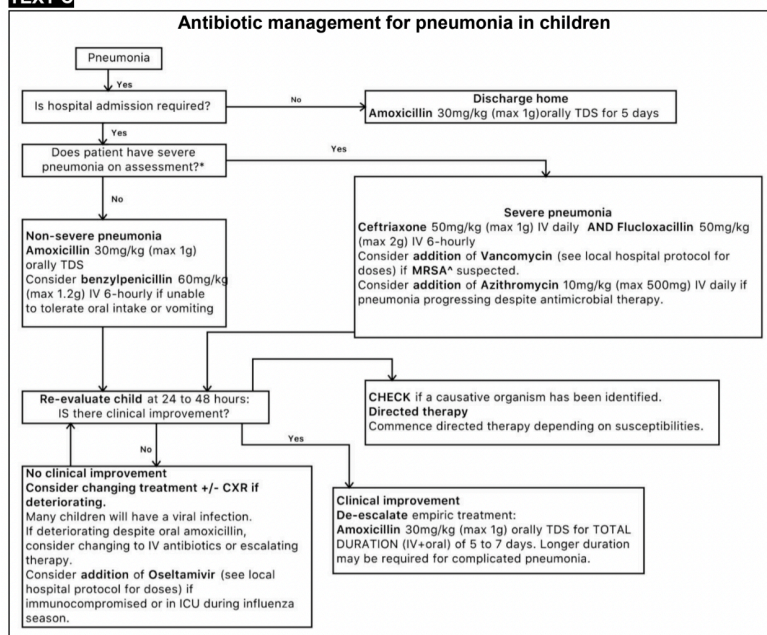 Antibiotic management for pneumonia in children
Pneumonia
Yes
Is hospital admission required?
No
Discharge home
Amoxicillin 30mg/kg (max 1g)orally TDS for 5 days
Yes
Does patient have severe
pneumonia on assessment?*
Yes
No
Non-severe pneumonia
Amoxicillin 30mg/kg (max 1g)
orally TDS
Consider benzylpenicillin 60mg/kg
(max 1.2g) IV 6-hourly if unable
to tolerate oral intake or vomiting
Severe pneumonia
Ceftriaxone 50mg/kg (max 1g) IV daily AND Flucloxacillin 50mg/kg
(max 2g) IV 6-hourly
Consider addition of Vancomycin (see local hospital protocol for
doses) if MRSA^ suspected.
Consider addition of Azithromycin 10mg/kg (max 500mg) IV daily if
pneumonia progressing despite antimicrobial therapy.
Re-evaluate child at 24 to 48 hours:
IS there clinical improvement?
CHECK if a causative organism has been identified.
Directed therapy
Commence directed therapy depending on susceptibilities.
No
Yes
No clinical improvement
Consider changing treatment +/- CXR if
deteriorating.
Many children will have a viral infection.
If deteriorating despite oral amoxicillin,
consider changing to IV antibiotics or escalating
therapy.
Consider addition of Oseltamivir (see local
hospital protocol for doses) if
immunocompromised or in ICU during influenza
season.
Clinical improvement
De-escalate empiric treatment:
Amoxicillin 30mg/kg (max 1g) orally TDS for TOTAL
DURATION (IV+oral) of 5 to 7 days. Longer duration
may be required for complicated pneumonia.